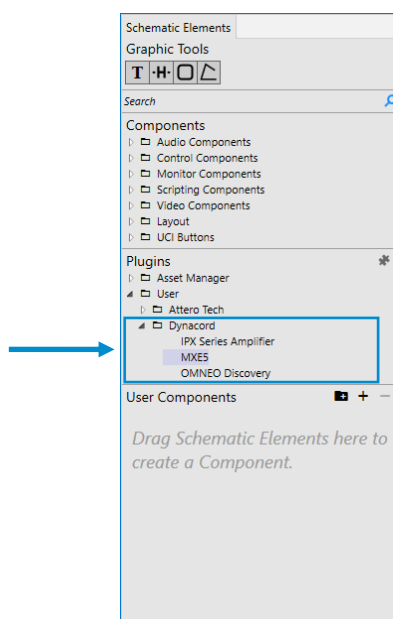 Schematic Elements
Graphic Tools
T H
Search
Components
Audio Components
Control Components
Monitor Components
Scripting Components
Video Components
Layout
UCI Buttons
Plugins
Asset Manager
User
Attero Tech
Dynacord
IPX Series Amplifier
MXE5
OMNEO Discovery
User Components
Drag Schematic Elements here to
create a Component.